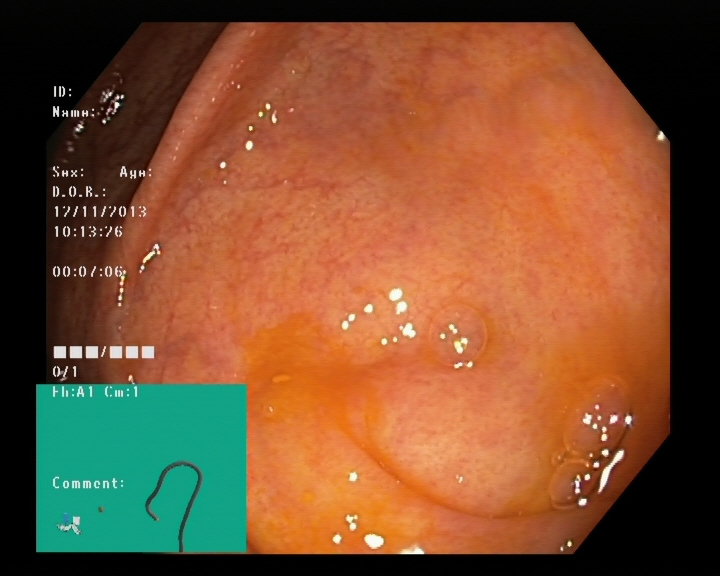 ID:
Name:
Sex: Age:
D.O.B.:
12/11/2013
10:13:26
00:07:06
■■■/■■■
0/1
Eh:A1 Cm:1
Comment: